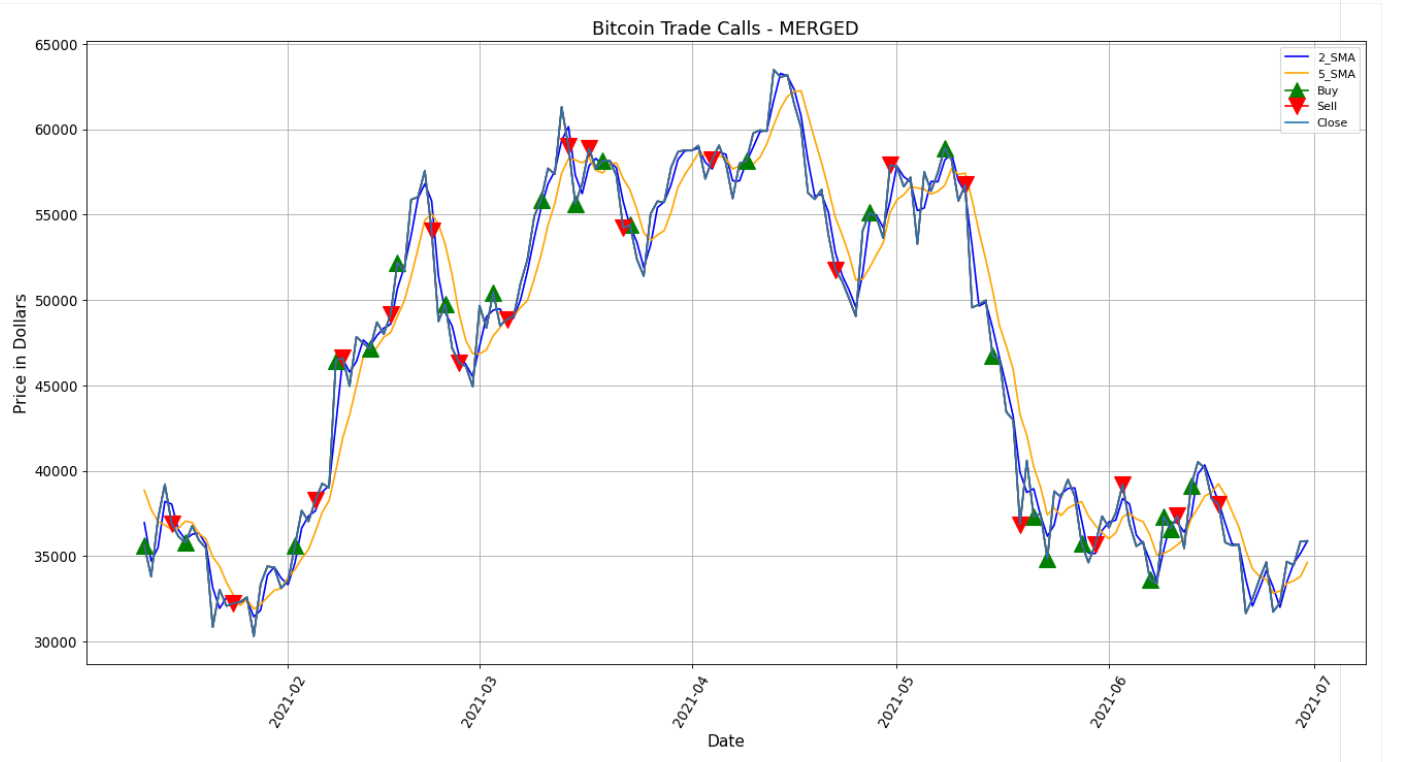 Bitcoin Trade Calls - MERGED
65000
60000
55000
50000
45000
40000
35000
30000
Price in Dollars
2_SMA
5_SMA
Buy
Sell
Close
2021-02
2021-03
2021-04
2021-05
2021-06
2021-07
Date